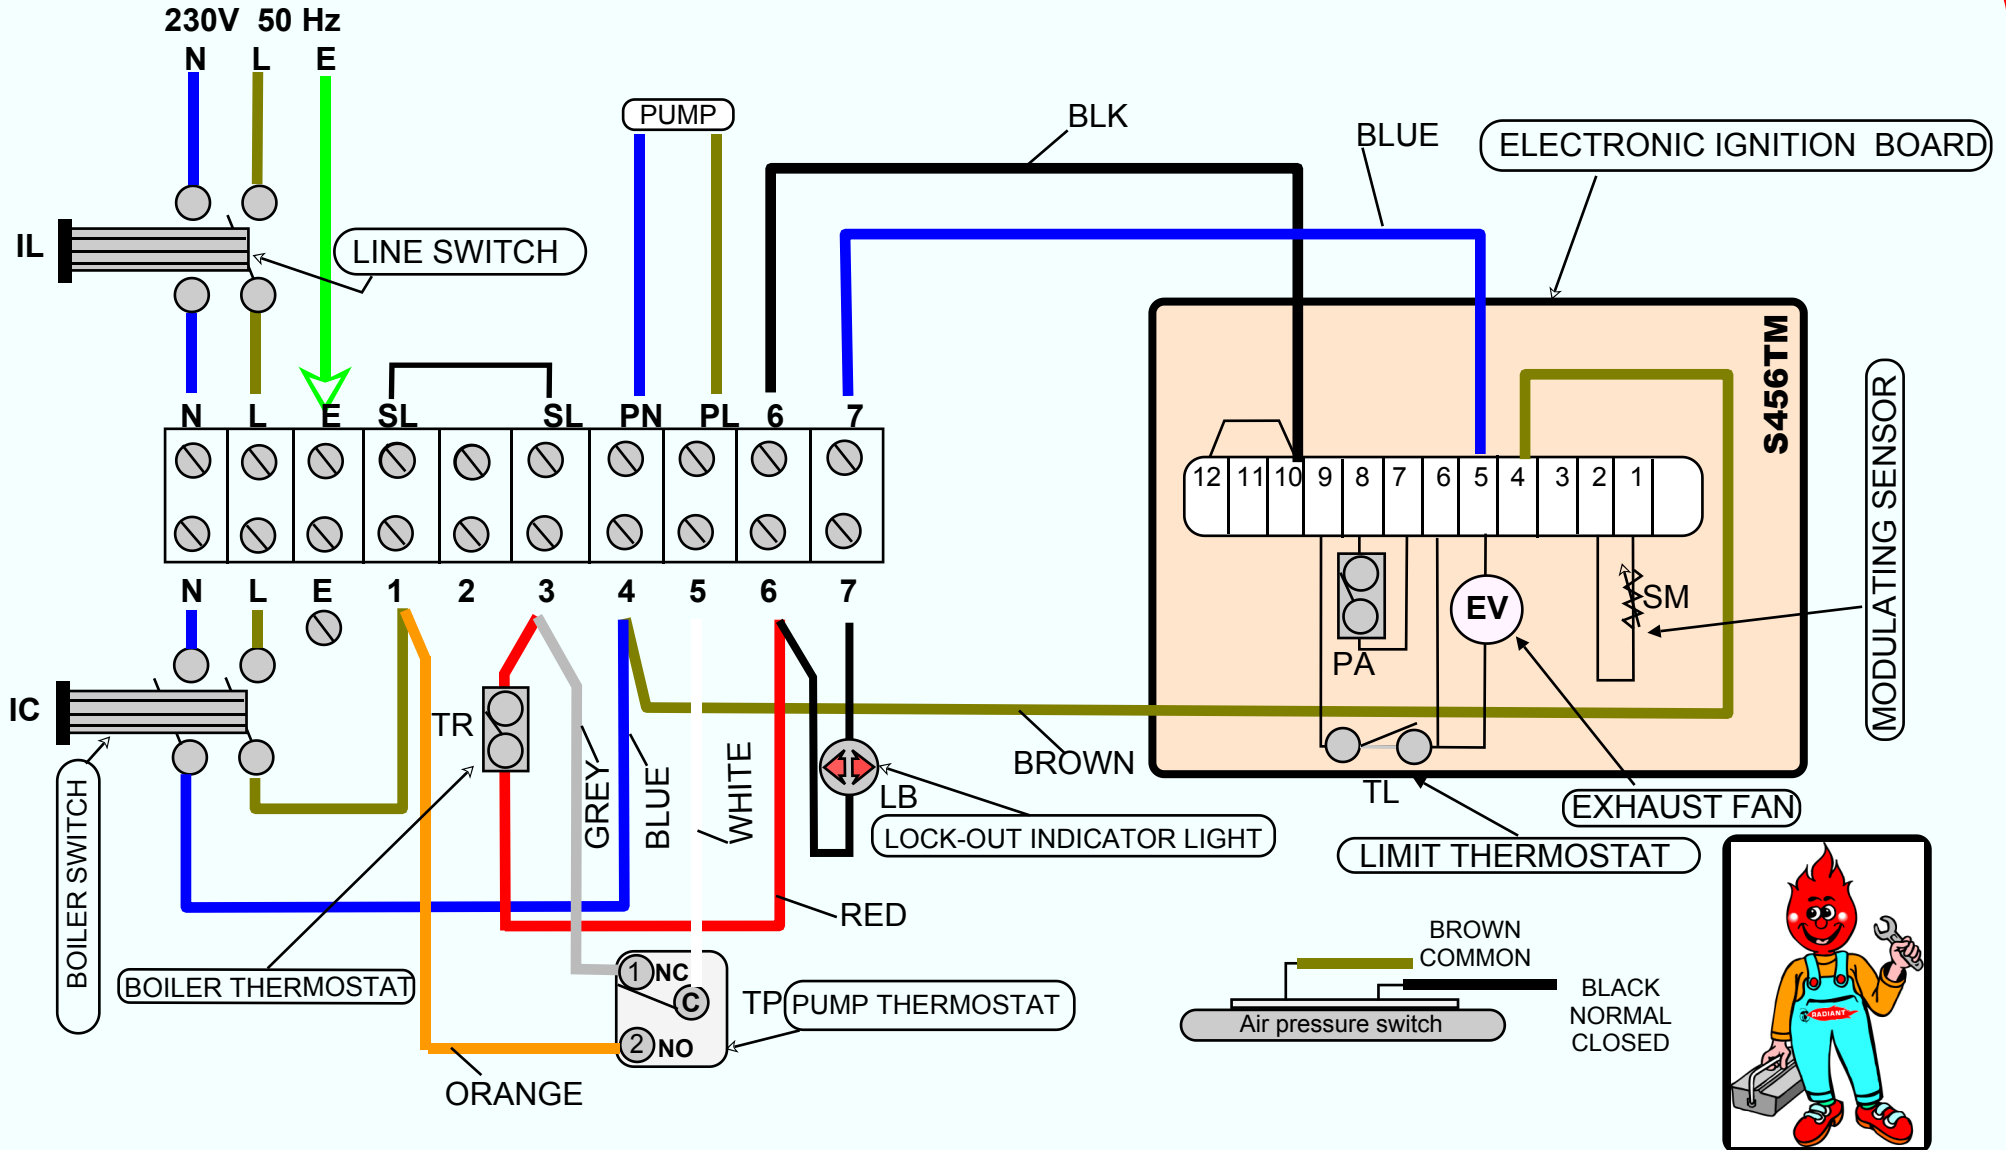 230V 50 Hz
N L E
PUMP
BLK
BLUE
ELECTRONIC IGNITION BOARD
IL
LINE SWITCH
S456TM
MODULATING SENSOR
N L E SL SL PN PL 6 7
12 11 10 9 8 7 6 5 4 3 2 1
N L E 1 2 3 4 5 6 7
EV
SM
PA
IC
TR
GREY
BLUE
WHITE
BROWN
LB
TL
EXHAUST FAN
LOCK-OUT INDICATOR LIGHT
LIMIT THERMOSTAT
BOILER SWITCH
RED
BOILER THERMOSTAT
1 NC
C
2 NO
TP
PUMP THERMOSTAT
ORANGE
BROWN
COMMON
BLACK
NORMAL
CLOSED
Air pressure switch
RADIANT